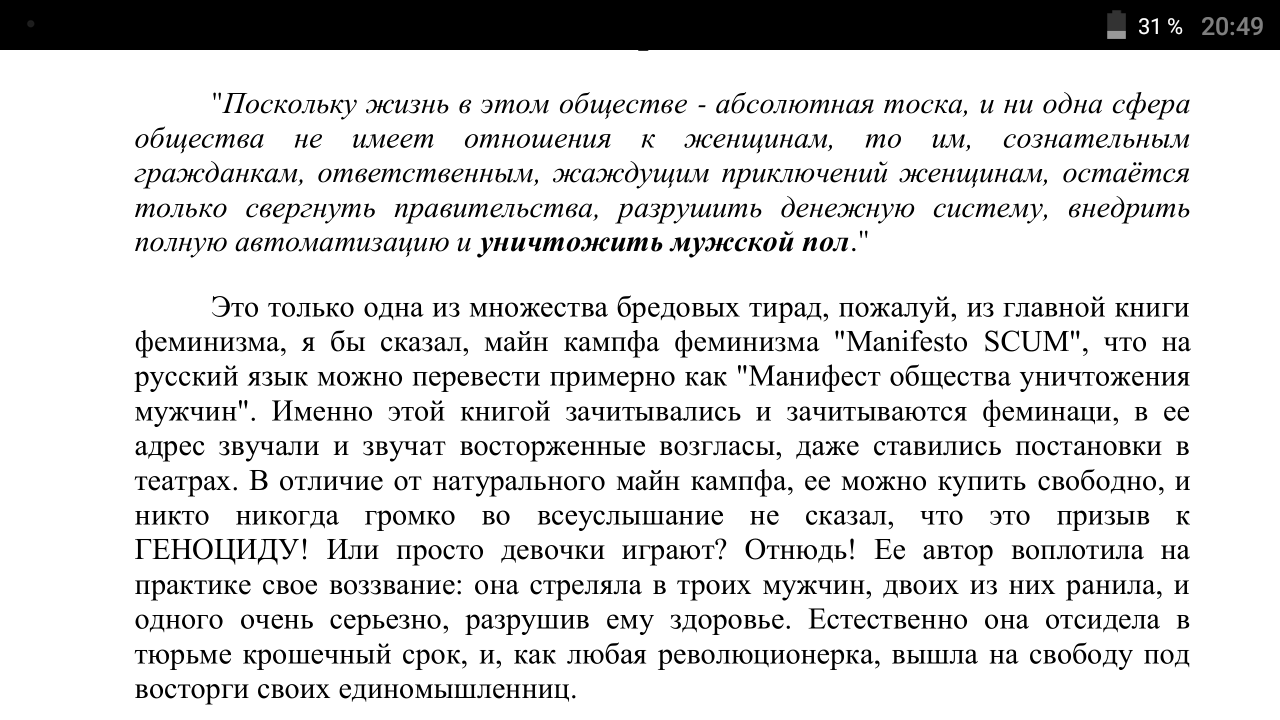 31 % 20:49
"Поскольку жизнь в этом обществе - абсолютная тоска, и ни одна сфера
общества не имеет отношения к женщинам, то им, сознательным
гражданкам, ответственным, жаждущим приключений женщинам, остаётся
только свергнуть правительства, разрушить денежную систему, внедрить
полную автоматизацию и уничтожить мужской пол."
Это только одна из множества бредовых тирад, пожалуй, из главной книги
феминизма, я бы сказал, майн кампфа феминизма "Manifesto SCUM", что на
русский язык можно перевести примерно как "Манифест общества уничтожения
мужчин". Именно этой книгой зачитывались и зачитываются феминаци, в ее
адрес звучали и звучат восторженные возгласы, даже ставились постановки в
театрах. В отличие от натурального майн кампфа, ее можно купить свободно, и
никто никогда громко во всеуслышание не сказал, что это призыв к
ГЕНОЦИДУ! Или просто девочки играют? Отнюдь! Ее автор воплотила на
практике свое воззвание: она стреляла в троих мужчин, двоих из них ранила, и
одного очень серьезно, разрушив ему здоровье. Естественно она отсидела в
тюрьме крошечный срок, и, как любая революционерка, вышла на свободу под
восторги своих единомышленниц.